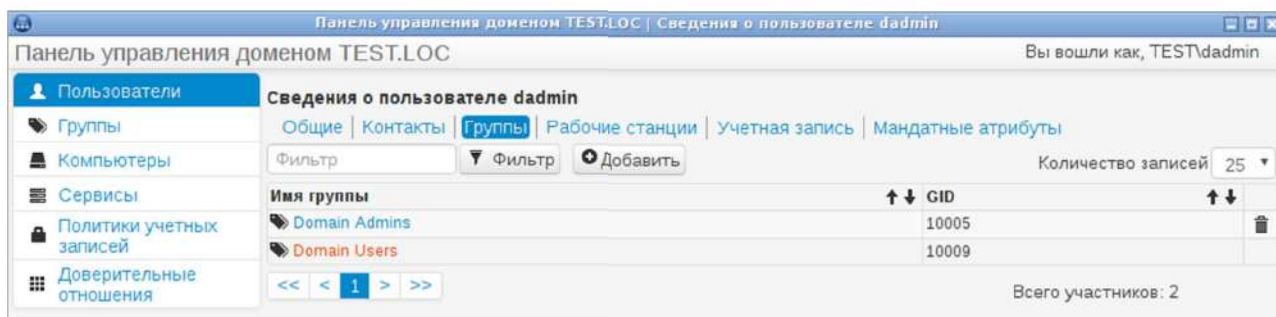 Панель управления доменом TEST.LOC | Сведения о пользователе dadmin
Панель управления доменом TEST.LOC
Вы вошли как, TEST\dadmin
Пользователи
Группы
Компьютеры
Сервисы
Политики учетных
записей
Доверительные
отношения
Сведения о пользователе dadmin
Общие | Контакты | Группы | Рабочие станции | Учетная запись | Мандатные атрибуты
Фильтр Фильтр Добавить Количество записей 25
Имя группы GID
Domain Admins 10005
Domain Users 10009
<< < 1 > >>
Всего участников: 2